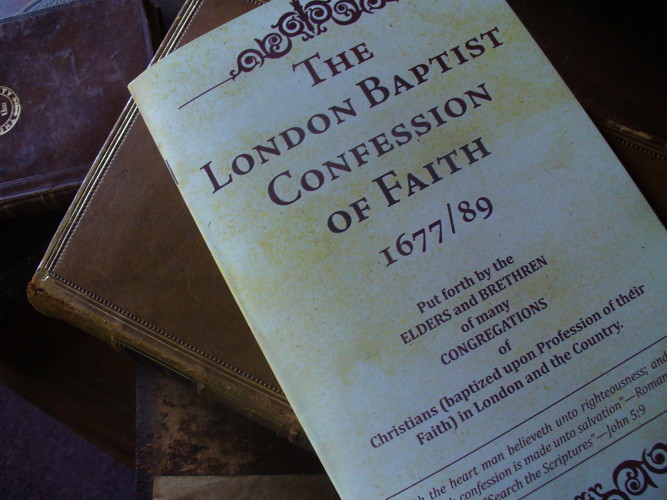 THE
LONDON BAPTIST
CONFESSION
OF FAITH
1677/89
Put forth by the
ELDERS and BRETHREN
of many
CONGREGATIONS
of
Christians (baptized upon Profession of their
Faith) in London and the Country.
the heart man believeth unto righteousness; and
confession is made unto salvation"—Roman
Search the Scriptures"—John 5:9